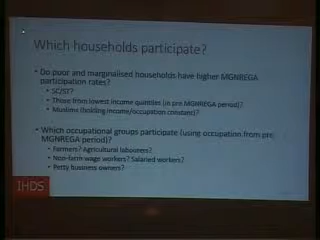 Which households participate?
• Do poor and marginalised households have higher MGNREGA
participation rates?
• SC/ST?
• Those from lowest income quintiles (in pre MGNREGA period)?
• Muslims (holding income/occupation constant)?
• Which occupational groups participate (using occupation from pre
MGNREGA period)?
• Farmers? Agricultural labourers?
• Non-farm wage workers? Salaried workers?
• Petty business owners?
IHDS